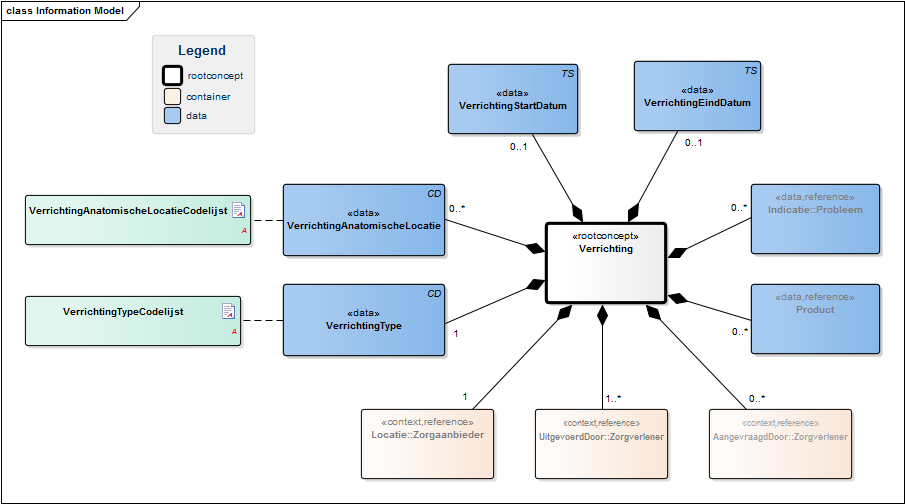 class Information Model
Legend
rootconcept
container
data
TS
«data»
VerrichtingStartDatum
0..1
TS
«data»
VerrichtingEindDatum
0..1
VerrichtingAnatomischeLocatieCodelijst
A
CD
«data»
VerrichtingAnatomischeLocatie
0..*
«rootconcept»
Verrichting
«data,reference»
Indicatie::Probleem
0..*
VerrichtingTypeCodelijst
A
CD
«data»
VerrichtingType
1
«data,reference»
Product
0..*
1
«context,reference»
Locatie::Zorgaanbieder
1..*
«context,reference»
UitgevoerdDoor::Zorgverlener
0..*
«context,reference»
AangevraagdDoor::Zorgverlener